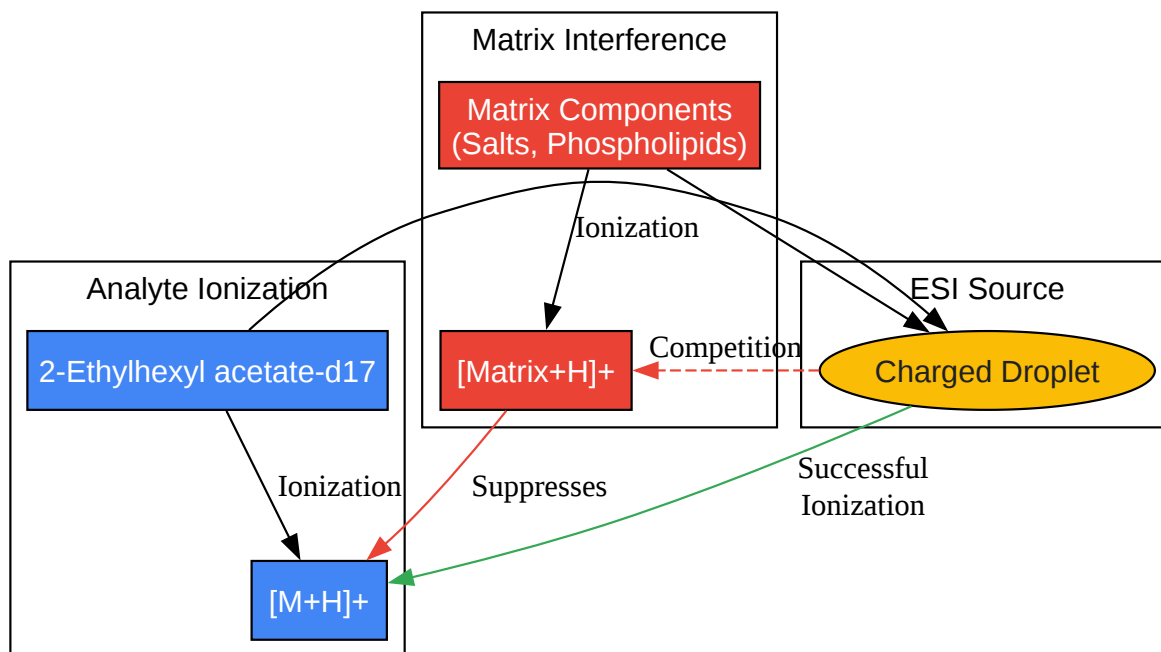 Matrix Interference
Matrix Components
(Salts, Phospholipids)
Ionization
Analyte Ionization
ESI Source
2-Ethylhexyl acetate-d17
[Matrix+H]+
Competition
Charged Droplet
Ionization
Suppresses
Successful
Ionization
[M+H]+